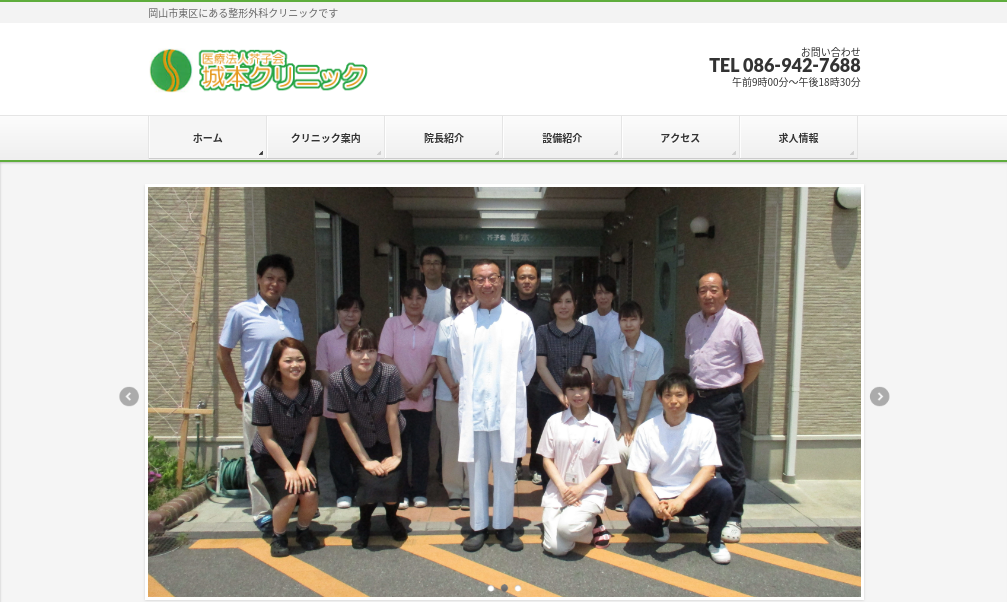 岡山市東区にある整形外科クリニックです
医療法人芥子会
城本クリニック
お問い合わせ
TEL 086-942-7688
午前9時00分～午後18時30分
ホーム
クリニック案内
院長紹介
設備紹介
アクセス
求人情報
芥子会 城本